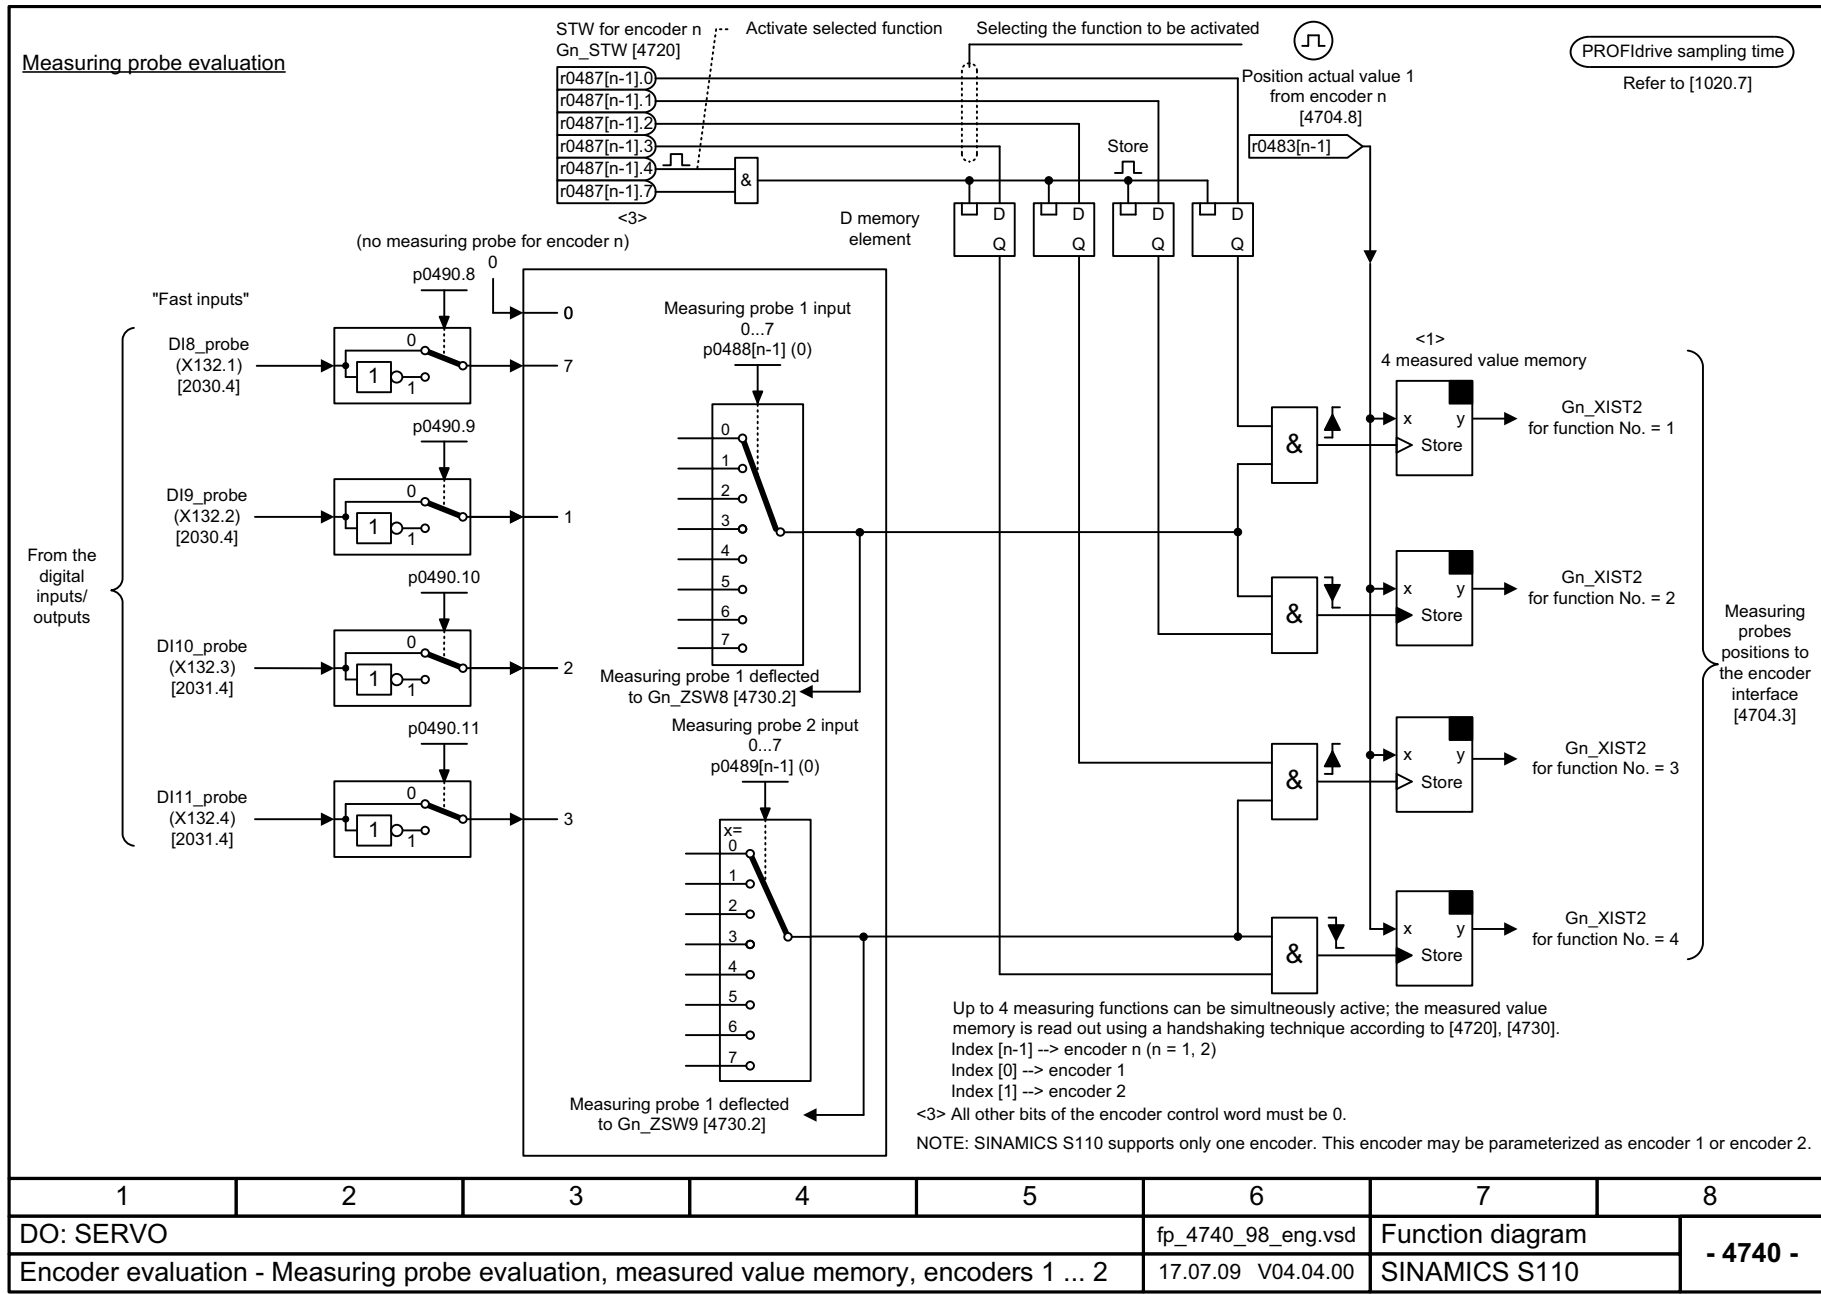 Measuring probe evaluation
STW for encoder n
Gn_STW [4720]
Activate selected function
Selecting the function to be activated
PROFIdrive sampling time
Refer to [1020.7]
r0487[n-1].0
r0487[n-1].1
r0487[n-1].2
r0487[n-1].3
r0487[n-1].4
r0487[n-1].7
<3>
&
Store
Position actual value 1
from encoder n
[4704.8]
r0483[n-1]
D memory
element
D
Q
D
Q
D
Q
D
Q
(no measuring probe for encoder n)
0
0
"Fast inputs"
From the
digital
inputs/
outputs
p0490.8
DI8_probe
(X132.1)
[2030.4]
0
1
1
7
p0490.9
DI9_probe
(X132.2)
[2030.4]
0
1
1
1
p0490.10
DI10_probe
(X132.3)
[2031.4]
0
1
1
2
p0490.11
DI11_probe
(X132.4)
[2031.4]
0
1
1
3
Measuring probe 1 input
0...7
p0488[n-1] (0)
0
1
2
3
4
5
6
7
Measuring probe 1 deflected
to Gn_ZSW8 [4730.2]
Measuring probe 2 input
0...7
p0489[n-1] (0)
x=
0
1
2
3
4
5
6
7
Measuring probe 1 deflected
to Gn_ZSW9 [4730.2]
<1>
4 measured value memory
&
x
y
Store
Gn_XIST2
for function No. = 1
&
x
y
Store
Gn_XIST2
for function No. = 2
&
x
y
Store
Gn_XIST2
for function No. = 3
&
x
y
Store
Gn_XIST2
for function No. = 4
Measuring
probes
positions to
the encoder
interface
[4704.3]
Up to 4 measuring functions can be simultneously active; the measured value
memory is read out using a handshaking technique according to [4720], [4730].
Index [n-1] --> encoder n (n = 1, 2)
Index [0] --> encoder 1
Index [1] --> encoder 2
<3> All other bits of the encoder control word must be 0.
NOTE: SINAMICS S110 supports only one encoder. This encoder may be parameterized as encoder 1 or encoder 2.
1
2
3
4
5
6
7
8
DO: SERVO
fp_4740_98_eng.vsd
Function diagram
- 4740 -
Encoder evaluation - Measuring probe evaluation, measured value memory, encoders 1 ... 2
17.07.09 V04.04.00
SINAMICS S110